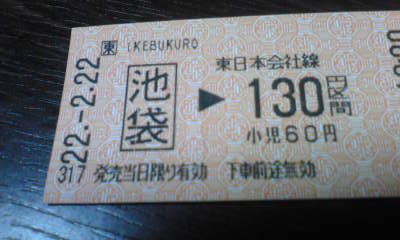 東 IKEBUKURO
22.-2.22
池袋
東日本会社線
▶ 130円区間
小児60円
317 発売当日限り有効 下車前途無効